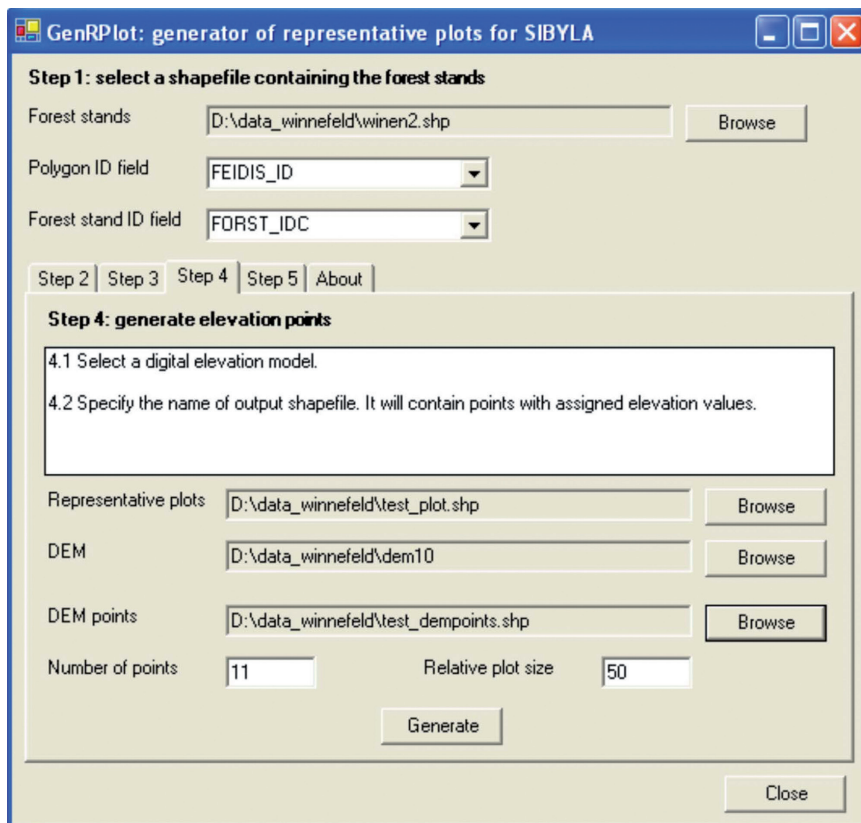 GenRPlot: generator of representative plots for SIBYLA
Step 1: select a shapefile containing the forest stands
Forest stands D:\data_winnefeld\winen2.shp Browse
Polygon ID field FEIDIS_ID
Forest stand ID field FORST_IDC
Step 2 Step 3 Step 4 Step 5 About
Step 4: generate elevation points
4.1 Select a digital elevation model.
4.2 Specify the name of output shapefile. It will contain points with assigned elevation values.
Representative plots D:\data_winnefeld\test_plot.shp Browse
DEM D:\data_winnefeld\dem10 Browse
DEM points D:\data_winnefeld\test_dempoints.shp Browse
Number of points 11 Relative plot size 50
Generate
Close